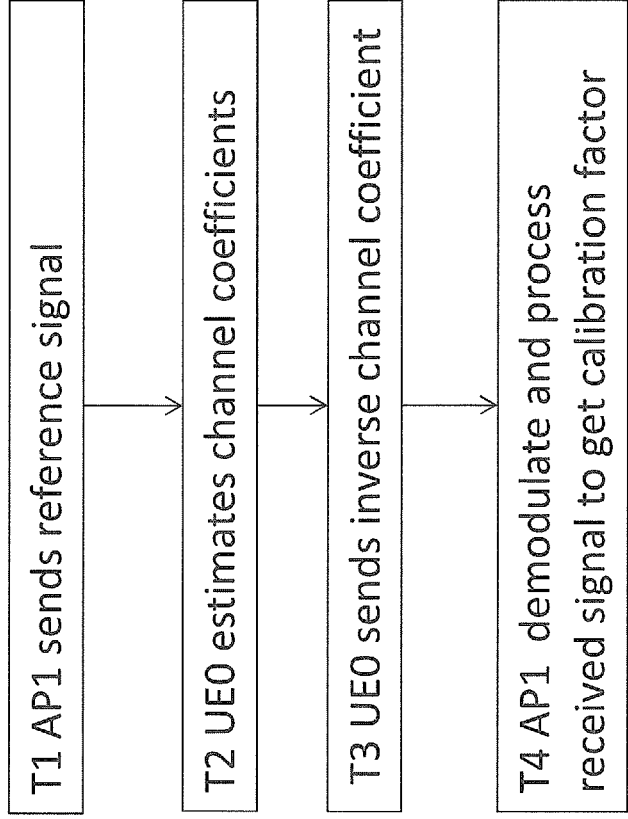 T1 AP1 sends reference signal
T2 UE0 estimates channel coefficients
T3 UE0 sends inverse channel coefficient
T4 AP1 demodulate and process
received signal to get calibration factor